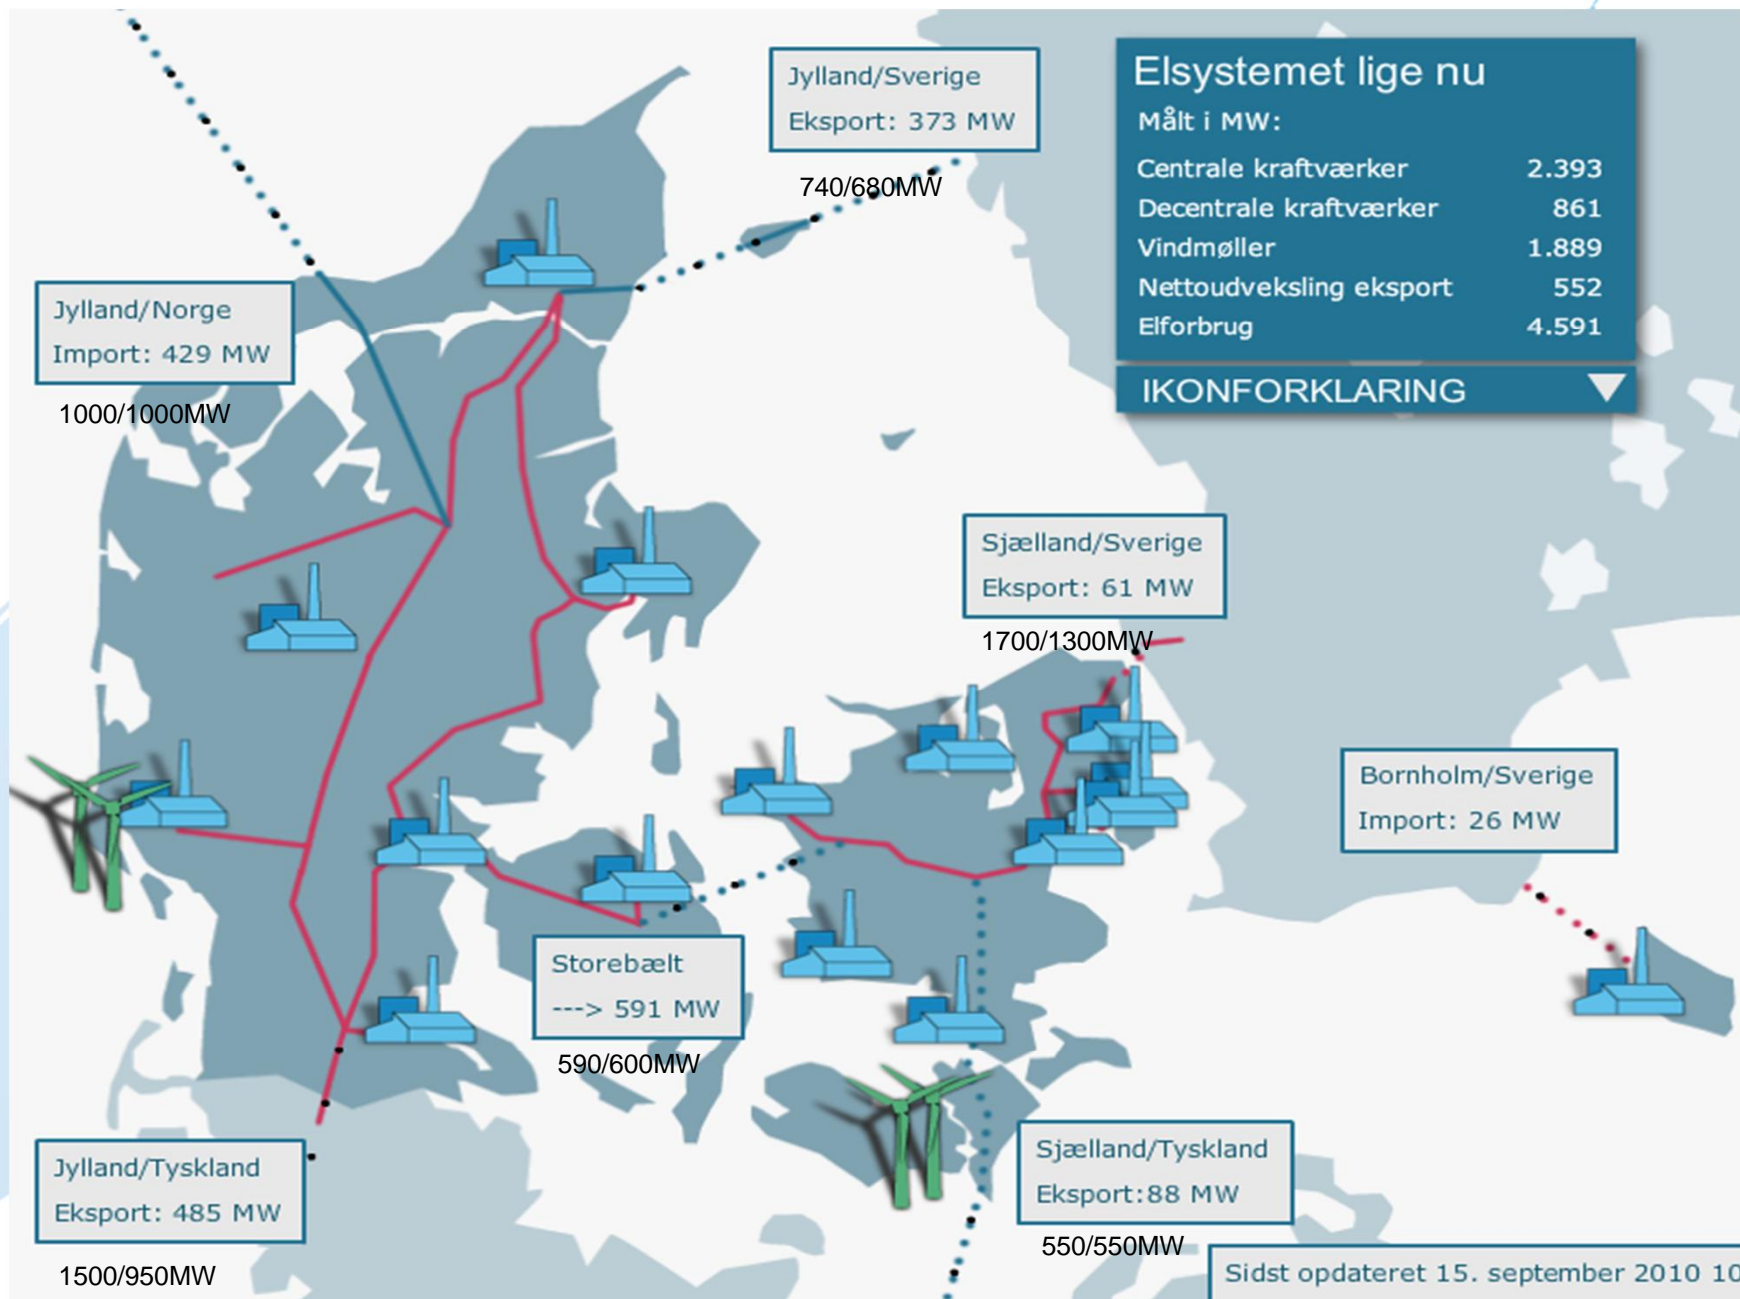 Jylland/Sverige
Eksport: 373 MW
740/680MW
Elsystemet lige nu
Målt i MW:
Centrale kraftværker 2.393
Decentrale kraftværker 861
Vindmøller 1.889
Nettoudveksling eksport 552
Elforbrug 4.591
IKONFORKLARING
Jylland/Norge
Import: 429 MW
1000/1000MW
Sjælland/Sverige
Eksport: 61 MW
1700/1300MW
Bornholm/Sverige
Import: 26 MW
Storebælt
---> 591 MW
590/600MW
Jylland/Tyskland
Eksport: 485 MW
1500/950MW
Sjælland/Tyskland
Eksport:88 MW
550/550MW
Sidst opdateret 15. september 2010 10